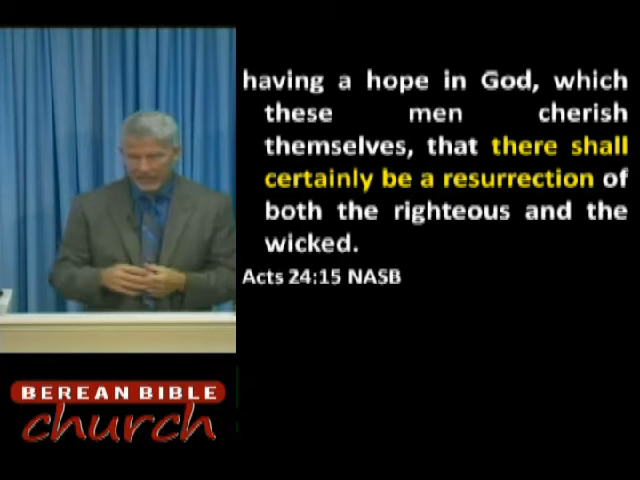 having a hope in God, which
these men cherish
themselves, that there shall
certainly be a resurrection of
both the righteous and the
wicked.
Acts 24:15 NASB
BEREAN BIBLE
church